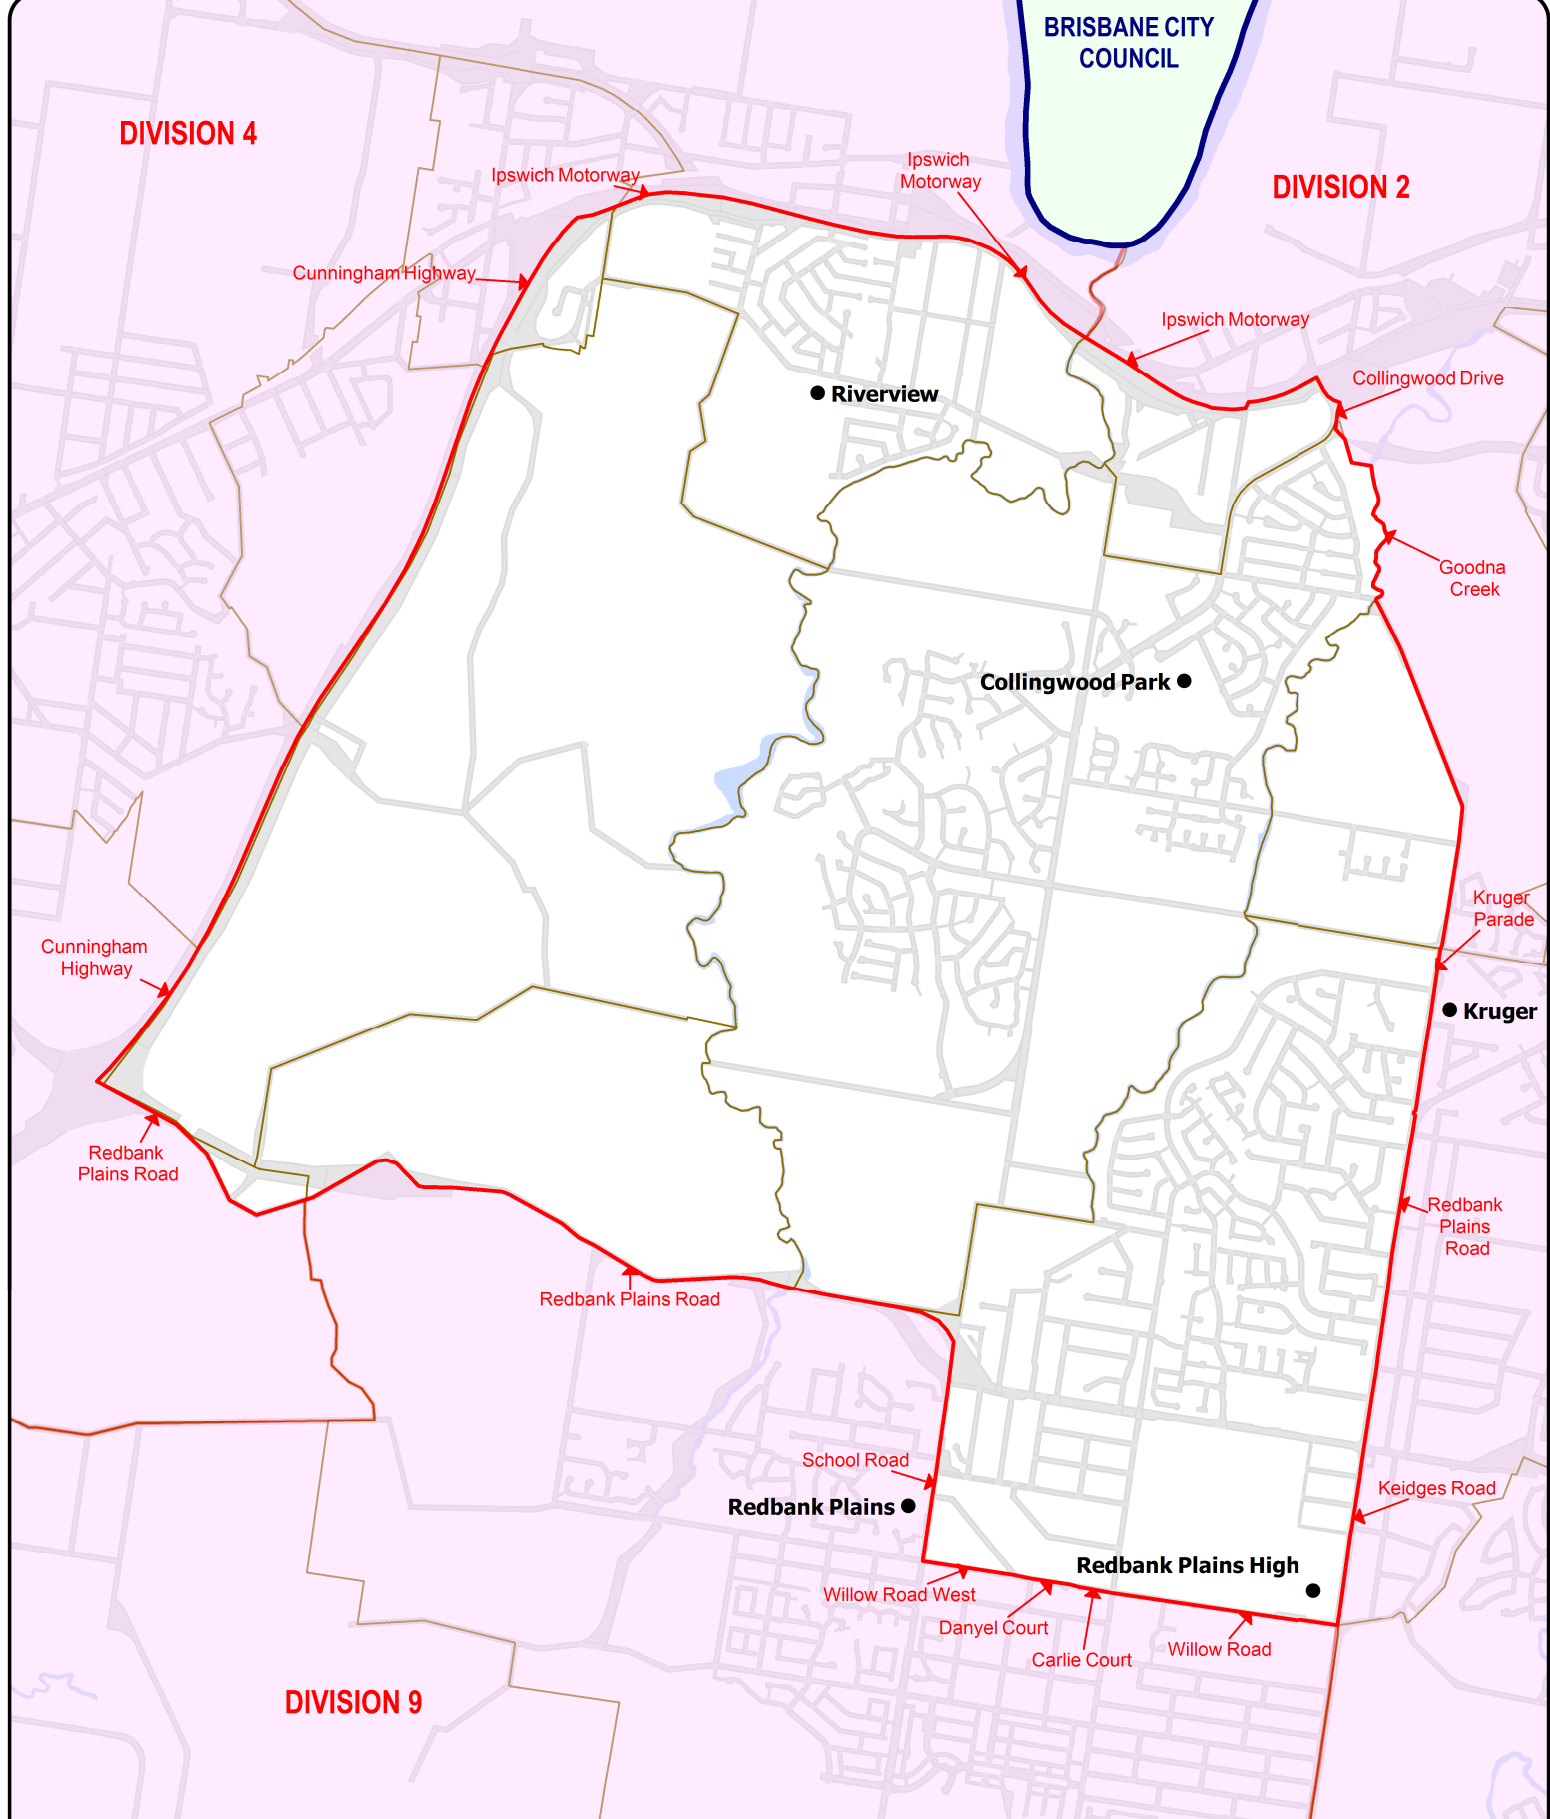 BRISBANE CITY
COUNCIL
DIVISION 4
Ipswich
Motorway
Ipswich Motorway
DIVISION 2
Cunningham Highway
Ipswich Motorway
Collingwood Drive
Riverview
Goodna
Creek
Collingwood Park
Kruger
Parade
Cunningham
Highway
Kruger
Redbank
Plains Road
Redbank
Plains
Road
Redbank Plains Road
School Road
Keidges Road
Redbank Plains
Redbank Plains High
Willow Road West
Danyel Court
Carlie Court
Willow Road
DIVISION 9